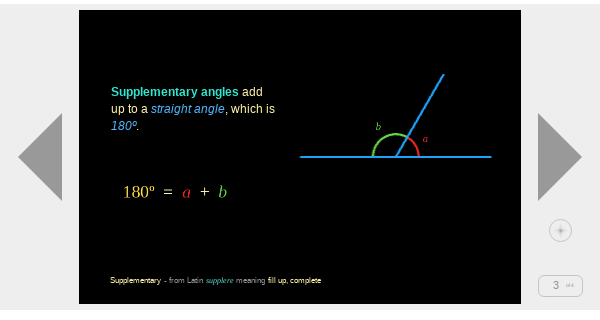 Supplementary angles add
up to a straight angle, which is
180º.
b
a
180º = a + b
Supplementary - from Latin supplere meaning fill up, complete
3